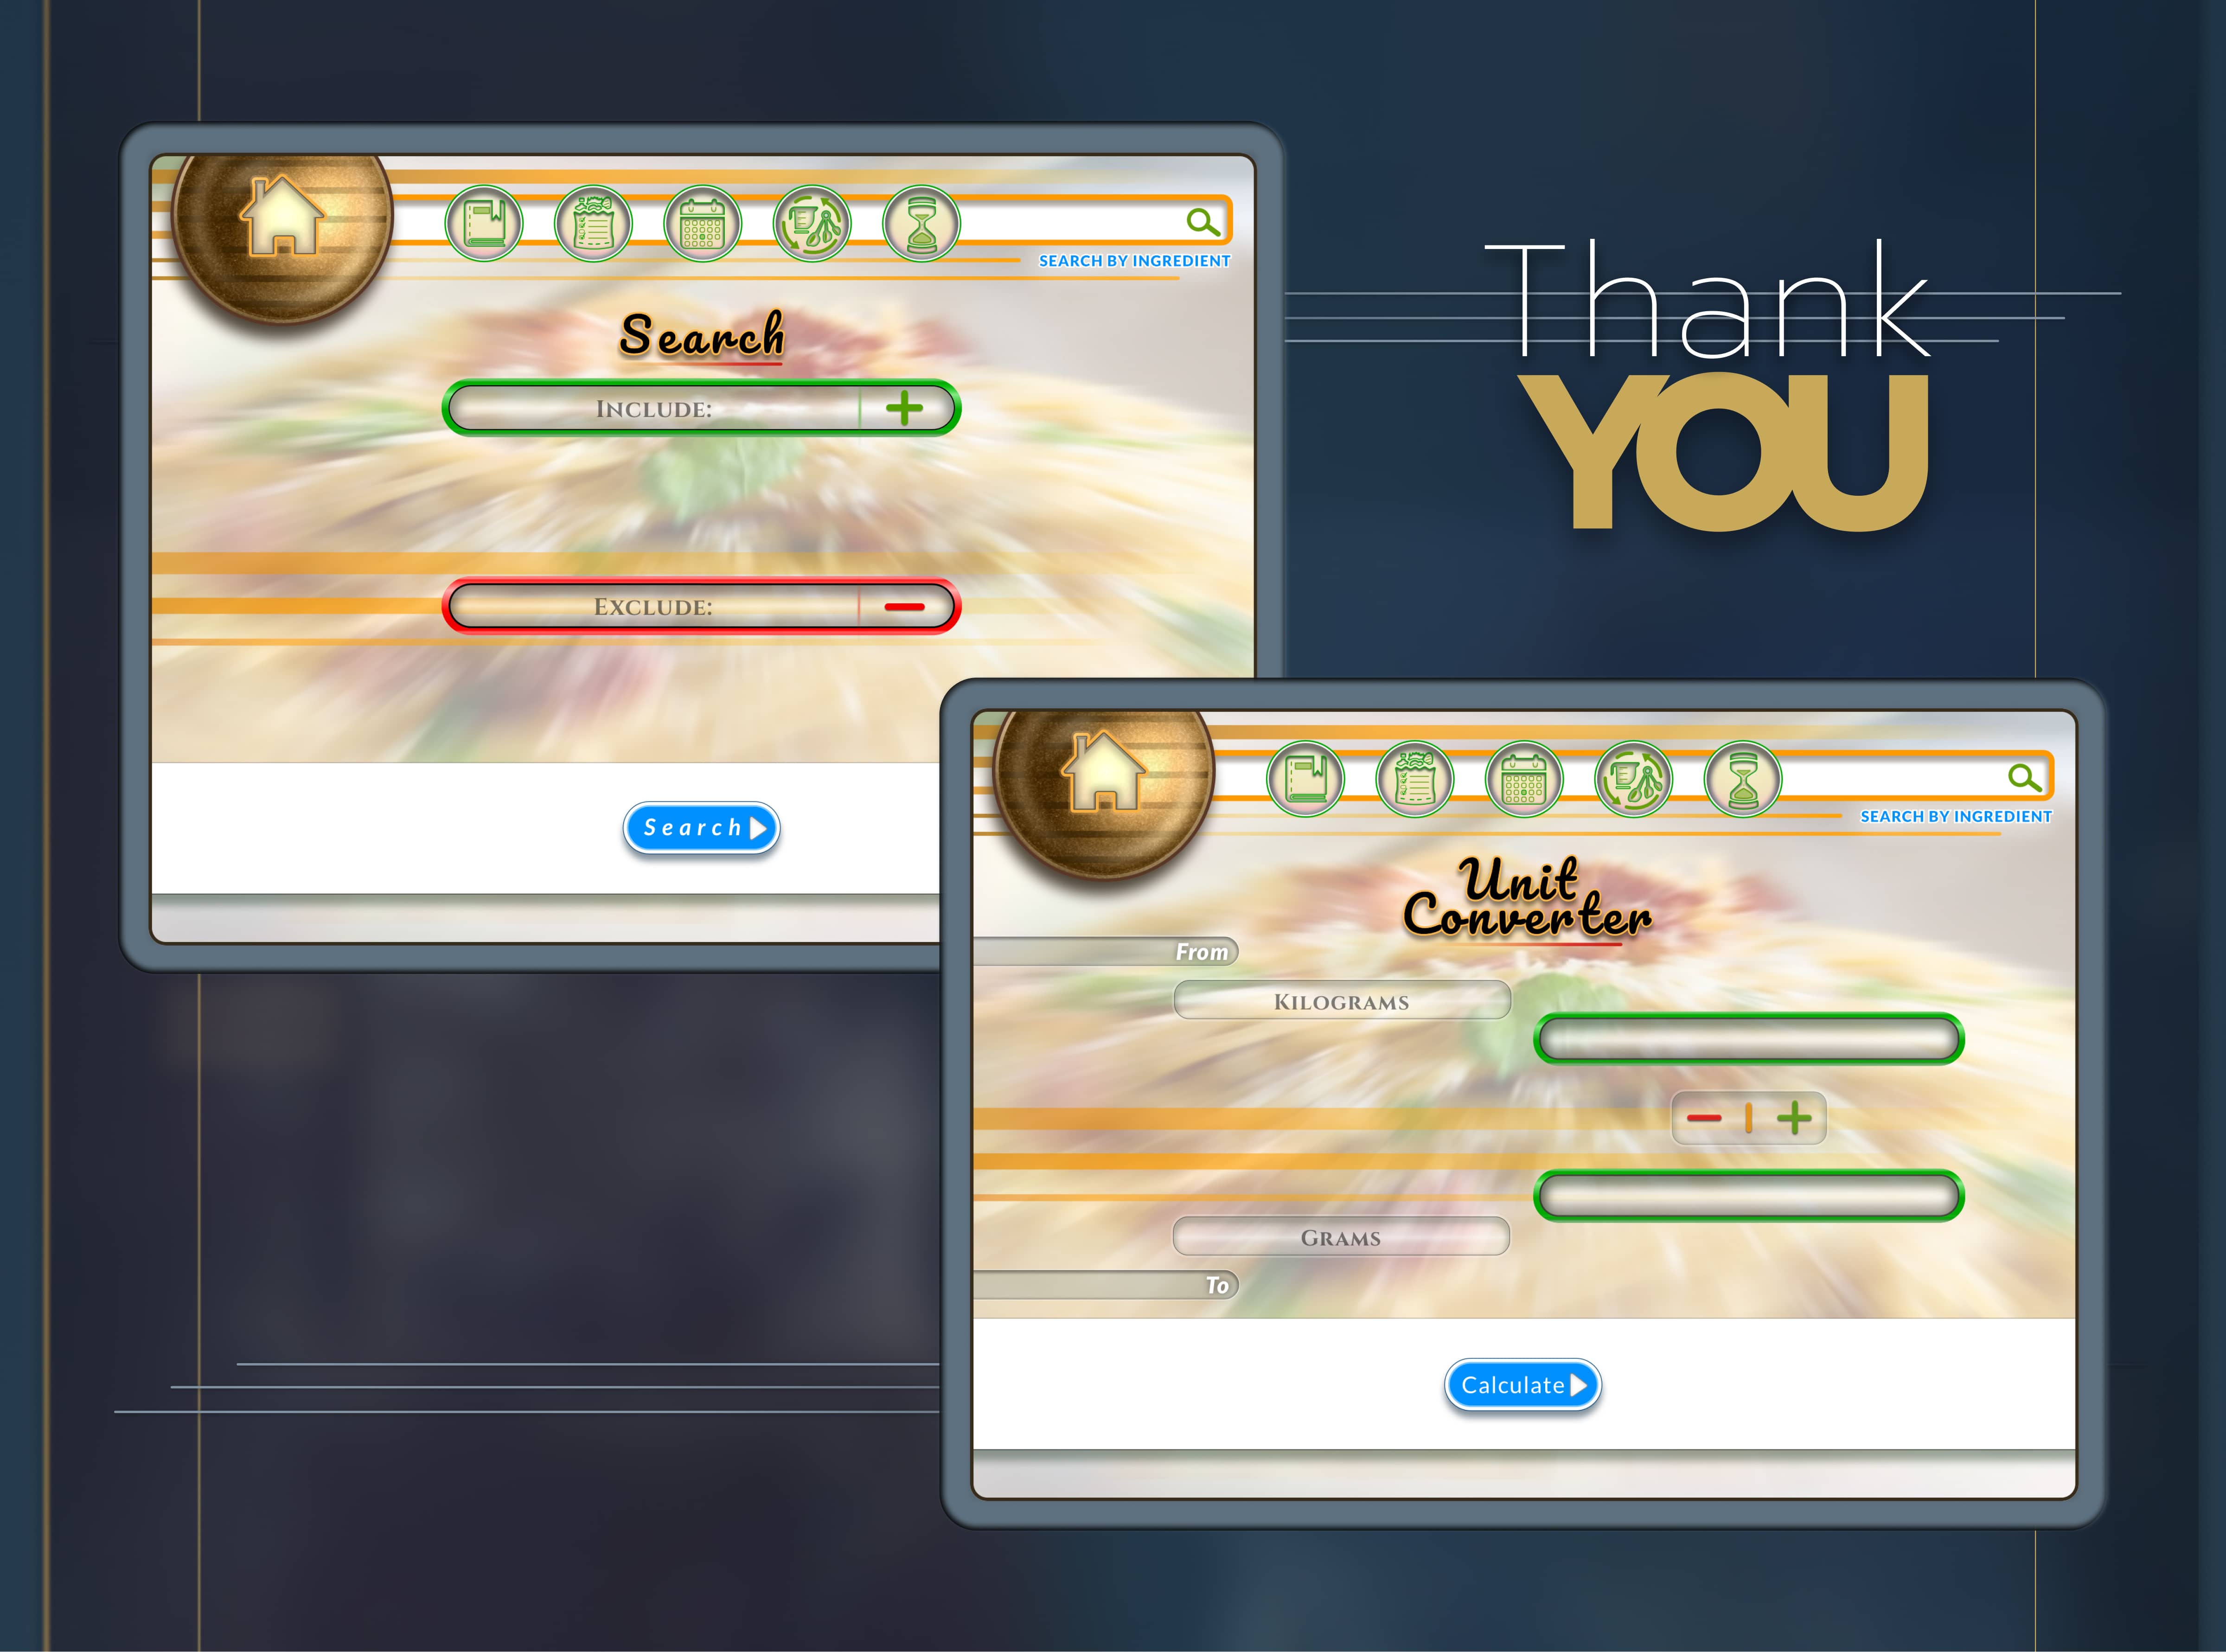 SEARCH BY INGREDIENT
Search
INCLUDE:
EXCLUDE:
Search
Thank
YOU
SEARCH BY INGREDIENT
Unit
Converter
From
KILOGRAMS
GRAMS
To
Calculate